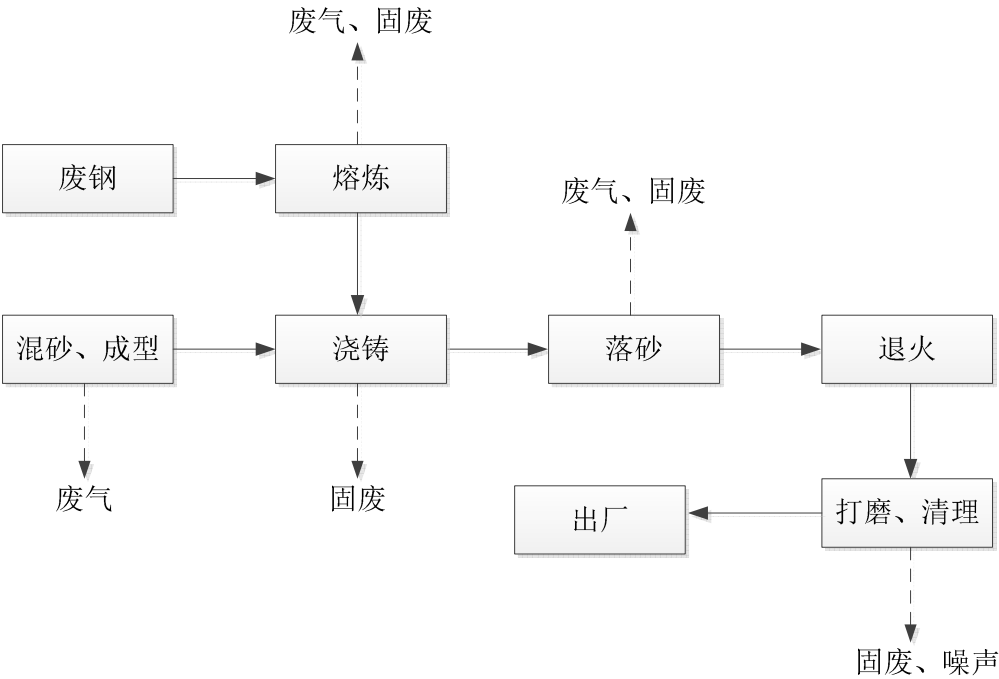 废气、固废
废钢
熔炼
废气、固废
混砂、成型
浇铸
落砂
退火
废气
固废
出厂
打磨、清理
固废、噪声